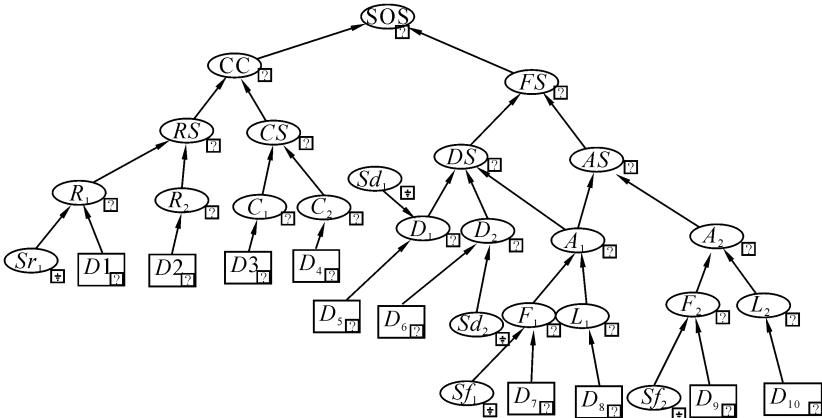 SOS
?
CC
?
FS
?
RS
?
CS
?
DS
?
AS
?
Sd₁
R₁
?
R₂
?
C₁
?
C₂
?
D₁
?
D₂
?
A₁
?
A₂
?
Sr₁
D1
?
D2
?
D3
?
D₄
?
D₅
?
D₆
?
Sd₂
F₁
?
L₁
?
F₂
?
L₂
?
Sf₁
D₇
?
D₈
?
Sf₂
D₉
?
D₁₀
?